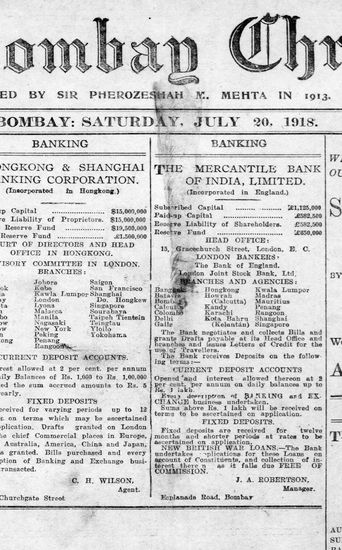 ombay Chr
ED BY SIR PHEROZESHAH M. MEHTA IN 1913.
BOMBAY: SATURDAY, JULY 20, 1918.
BANKING
NGKONG & SHANGHAI
NKING CORPORATION.
(Incorporated in Hongkong.)
up Capital $15,000,000
ve Liability of Proprietors. $15,000,000
Reserve Fund $19,500,000
Reserve Fund £1,500,000
URT OF DIRECTORS AND HEAD
OFFICE IN HONGKONG.
VISORY COMMITTEE IN LONDON.
BRANCHES:
Johore Saigon
San Francisco
Kwala Lumpur Shanghai
London Do. Hongkew
Lyons Singapore
Malacca Sourabaya
Manila Taipeh Tientsin
Nagasaki Tsingtau
New York Yloilo
Peking Yokohama
Penang
Rangoon
CURRENT DEPOSIT ACCOUNTS.
rest allowed at 2 per cent. per annum
aily Balances of Rs. 1,000 to Rs. 1,00,000
ded the sum accrued amounts to Rs. 5
yearly.
FIXED DEPOSITS
eceived for varying periods up to 12
on terms which may be ascertained
pplication. Drafts granted on London
he chief Commercial places in Europe,
Australia, America, China and Japan,
s granted. Bills purchased and every
ption of Banking and Exchange busi-
transacted.
C. H. WILSON,
Agent.
Churchgate Street
BANKING
THE MERCANTILE BANK
OF INDIA, LIMITED.
(Incorporated in England.)
Subscribed Capital £1,125,000
Paid-up Capital £562,500
Reserve Liability of Shareholders. £562,500
Reserve Fund £650,000
HEAD OFFICE:
15, Gracechurch Street, London, E. C.
LONDON BANKERS:
The Bank of England.
London Joint Stock Bank, Ltd.
BRANCHES AND AGENCIES:
Bangkok Hongkong Kwala Lumpur
Batavia Howrah Madras
Bombay (Calcutta) Mauritius
Calcutta Kandy Penang
Colombo Karachi Rangoon
Delhi Kota Bahru Shanghai
Galle (Kelantan) Singapore
The Bank negotiates and collects Bills and
grants Drafts payable at its Head Office and
Branches and issues Letters of Credit for the
use of Travellers.
The Bank receives Deposits on the follow-
ing terms:—
CURRENT DEPOSIT ACCOUNTS
Opened and interest allowed thereon at 2
per cent. per annum on daily balances up to
Rs. 1 lakh.
Every description of BANKING and EX-
CHANGE business undertaken.
Sums above Rs. 1 lakh will be received on
terms to be ascertained on application.
FIXED DEPOSITS.
Fixed deposits are received for twelve
months and shorter periods at rates to be
ascertained on application.
NEW BRITISH WAR LOANS.—The Bank
undertakes applications for these Loans on
account of Constituents, and collection of in-
terest thereon as it falls due FREE OF
COMMISSION.
J. A. ROBERTSON,
Manager.
Esplanade Road, Bombay